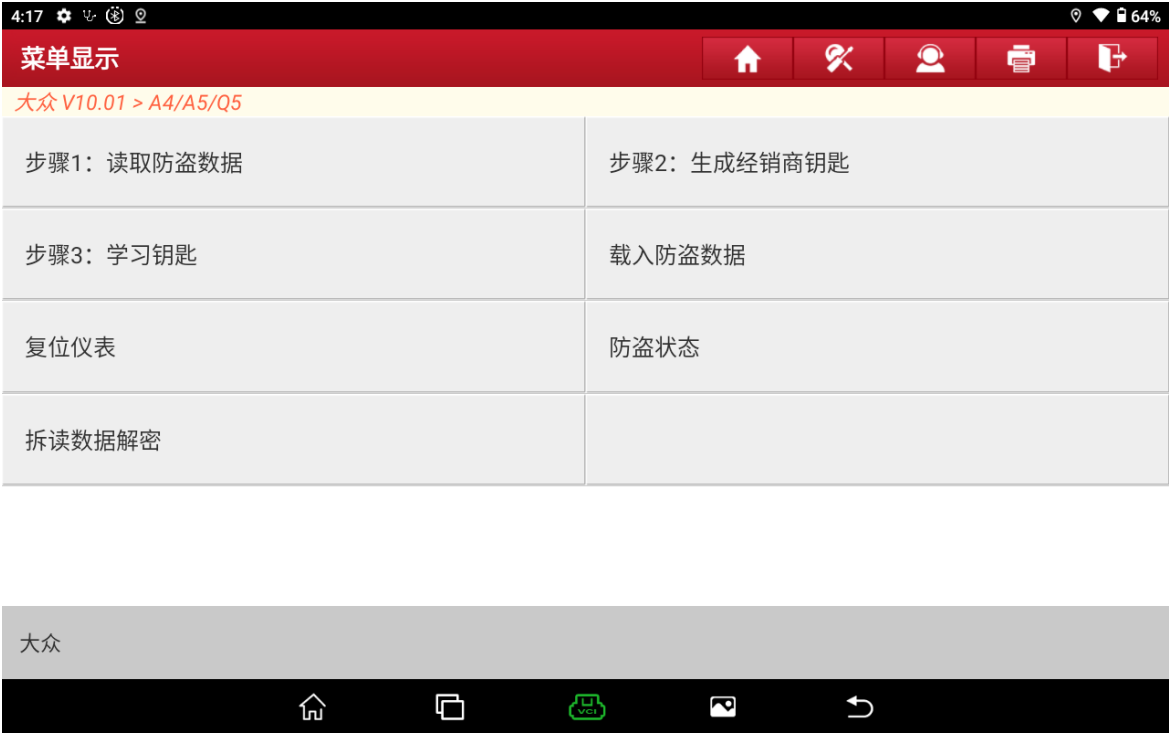 4:17
64%
菜单显示
大众 V10.01 > A4/A5/Q5
步骤1：读取防盗数据
步骤2：生成经销商钥匙
步骤3：学习钥匙
载入防盗数据
复位仪表
防盗状态
拆读数据解密
大众
VCI